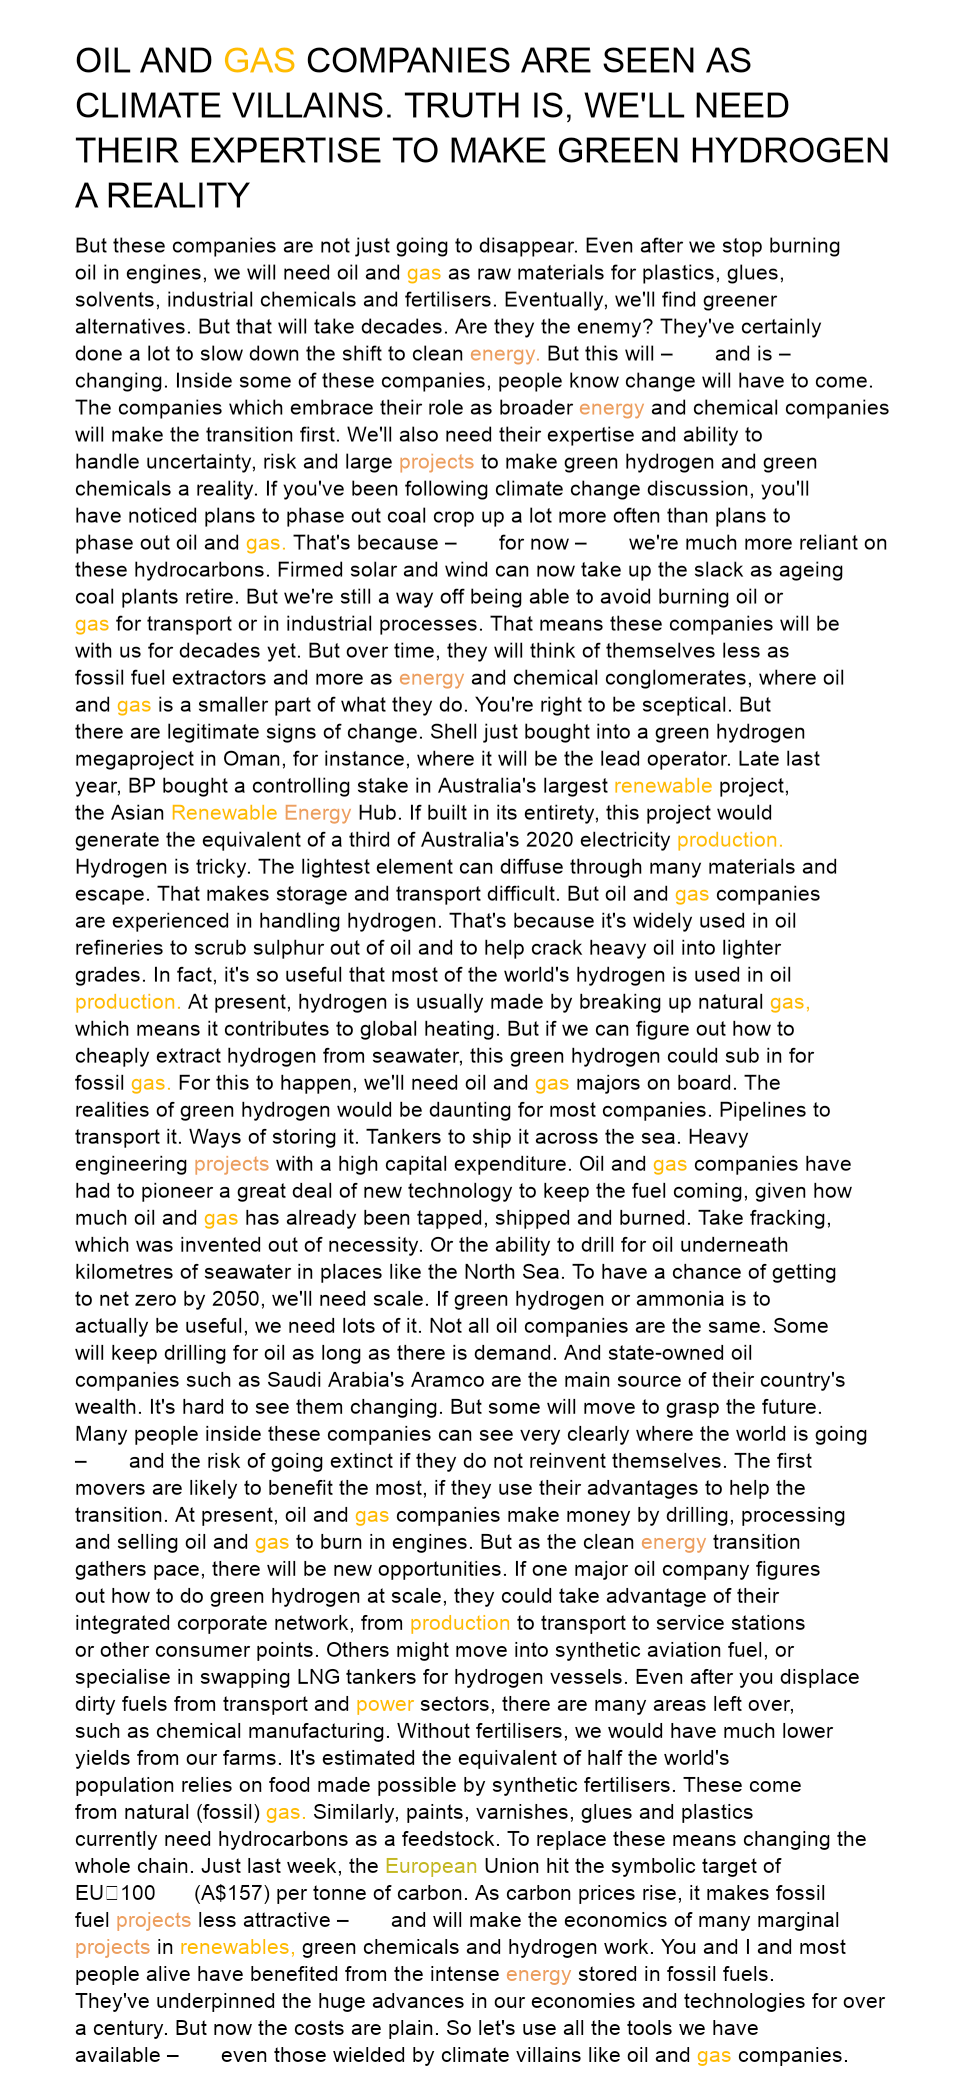 OIL AND GAS COMPANIES ARE SEEN AS
CLIMATE VILLAINS. TRUTH IS, WE'LL NEED
THEIR EXPERTISE TO MAKE GREEN HYDROGEN
A REALITY
But these companies are not just going to disappear. Even after we stop burning
oil in engines, we will need oil and gas as raw materials for plastics, glues,
solvents, industrial chemicals and fertilisers. Eventually, we'll find greener
alternatives. But that will take decades. Are they the enemy? They've certainly
done a lot to slow down the shift to clean energy. But this will – and is –
changing. Inside some of these companies, people know change will have to come.
The companies which embrace their role as broader energy and chemical companies
will make the transition first. We'll also need their expertise and ability to
handle uncertainty, risk and large projects to make green hydrogen and green
chemicals a reality. If you've been following climate change discussion, you'll
have noticed plans to phase out coal crop up a lot more often than plans to
phase out oil and gas. That's because – for now – we're much more reliant on
these hydrocarbons. Firmed solar and wind can now take up the slack as ageing
coal plants retire. But we're still a way off being able to avoid burning oil or
gas for transport or in industrial processes. That means these companies will be
with us for decades yet. But over time, they will think of themselves less as
fossil fuel extractors and more as energy and chemical conglomerates, where oil
and gas is a smaller part of what they do. You're right to be sceptical. But
there are legitimate signs of change. Shell just bought into a green hydrogen
megaproject in Oman, for instance, where it will be the lead operator. Late last
year, BP bought a controlling stake in Australia's largest renewable project,
the Asian Renewable Energy Hub. If built in its entirety, this project would
generate the equivalent of a third of Australia's 2020 electricity production.
Hydrogen is tricky. The lightest element can diffuse through many materials and
escape. That makes storage and transport difficult. But oil and gas companies
are experienced in handling hydrogen. That's because it's widely used in oil
refineries to scrub sulphur out of oil and to help crack heavy oil into lighter
grades. In fact, it's so useful that most of the world's hydrogen is used in oil
production. At present, hydrogen is usually made by breaking up natural gas,
which means it contributes to global heating. But if we can figure out how to
cheaply extract hydrogen from seawater, this green hydrogen could sub in for
fossil gas. For this to happen, we'll need oil and gas majors on board. The
realities of green hydrogen would be daunting for most companies. Pipelines to
transport it. Ways of storing it. Tankers to ship it across the sea. Heavy
engineering projects with a high capital expenditure. Oil and gas companies have
had to pioneer a great deal of new technology to keep the fuel coming, given how
much oil and gas has already been tapped, shipped and burned. Take fracking,
which was invented out of necessity. Or the ability to drill for oil underneath
kilometres of seawater in places like the North Sea. To have a chance of getting
to net zero by 2050, we'll need scale. If green hydrogen or ammonia is to
actually be useful, we need lots of it. Not all oil companies are the same. Some
will keep drilling for oil as long as there is demand. And state-owned oil
companies such as Saudi Arabia's Aramco are the main source of their country's
wealth. It's hard to see them changing. But some will move to grasp the future.
Many people inside these companies can see very clearly where the world is going
– and the risk of going extinct if they do not reinvent themselves. The first
movers are likely to benefit the most, if they use their advantages to help the
transition. At present, oil and gas companies make money by drilling, processing
and selling oil and gas to burn in engines. But as the clean energy transition
gathers pace, there will be new opportunities. If one major oil company figures
out how to do green hydrogen at scale, they could take advantage of their
integrated corporate network, from production to transport to service stations
or other consumer points. Others might move into synthetic aviation fuel, or
specialise in swapping LNG tankers for hydrogen vessels. Even after you displace
dirty fuels from transport and power sectors, there are many areas left over,
such as chemical manufacturing. Without fertilisers, we would have much lower
yields from our farms. It's estimated the equivalent of half the world's
population relies on food made possible by synthetic fertilisers. These come
from natural (fossil) gas. Similarly, paints, varnishes, glues and plastics
currently need hydrocarbons as a feedstock. To replace these means changing the
whole chain. Just last week, the European Union hit the symbolic target of
EU□100 (A$157) per tonne of carbon. As carbon prices rise, it makes fossil
fuel projects less attractive – and will make the economics of many marginal
projects in renewables, green chemicals and hydrogen work. You and I and most
people alive have benefited from the intense energy stored in fossil fuels.
They've underpinned the huge advances in our economies and technologies for over
a century. But now the costs are plain. So let's use all the tools we have
available – even those wielded by climate villains like oil and gas companies.